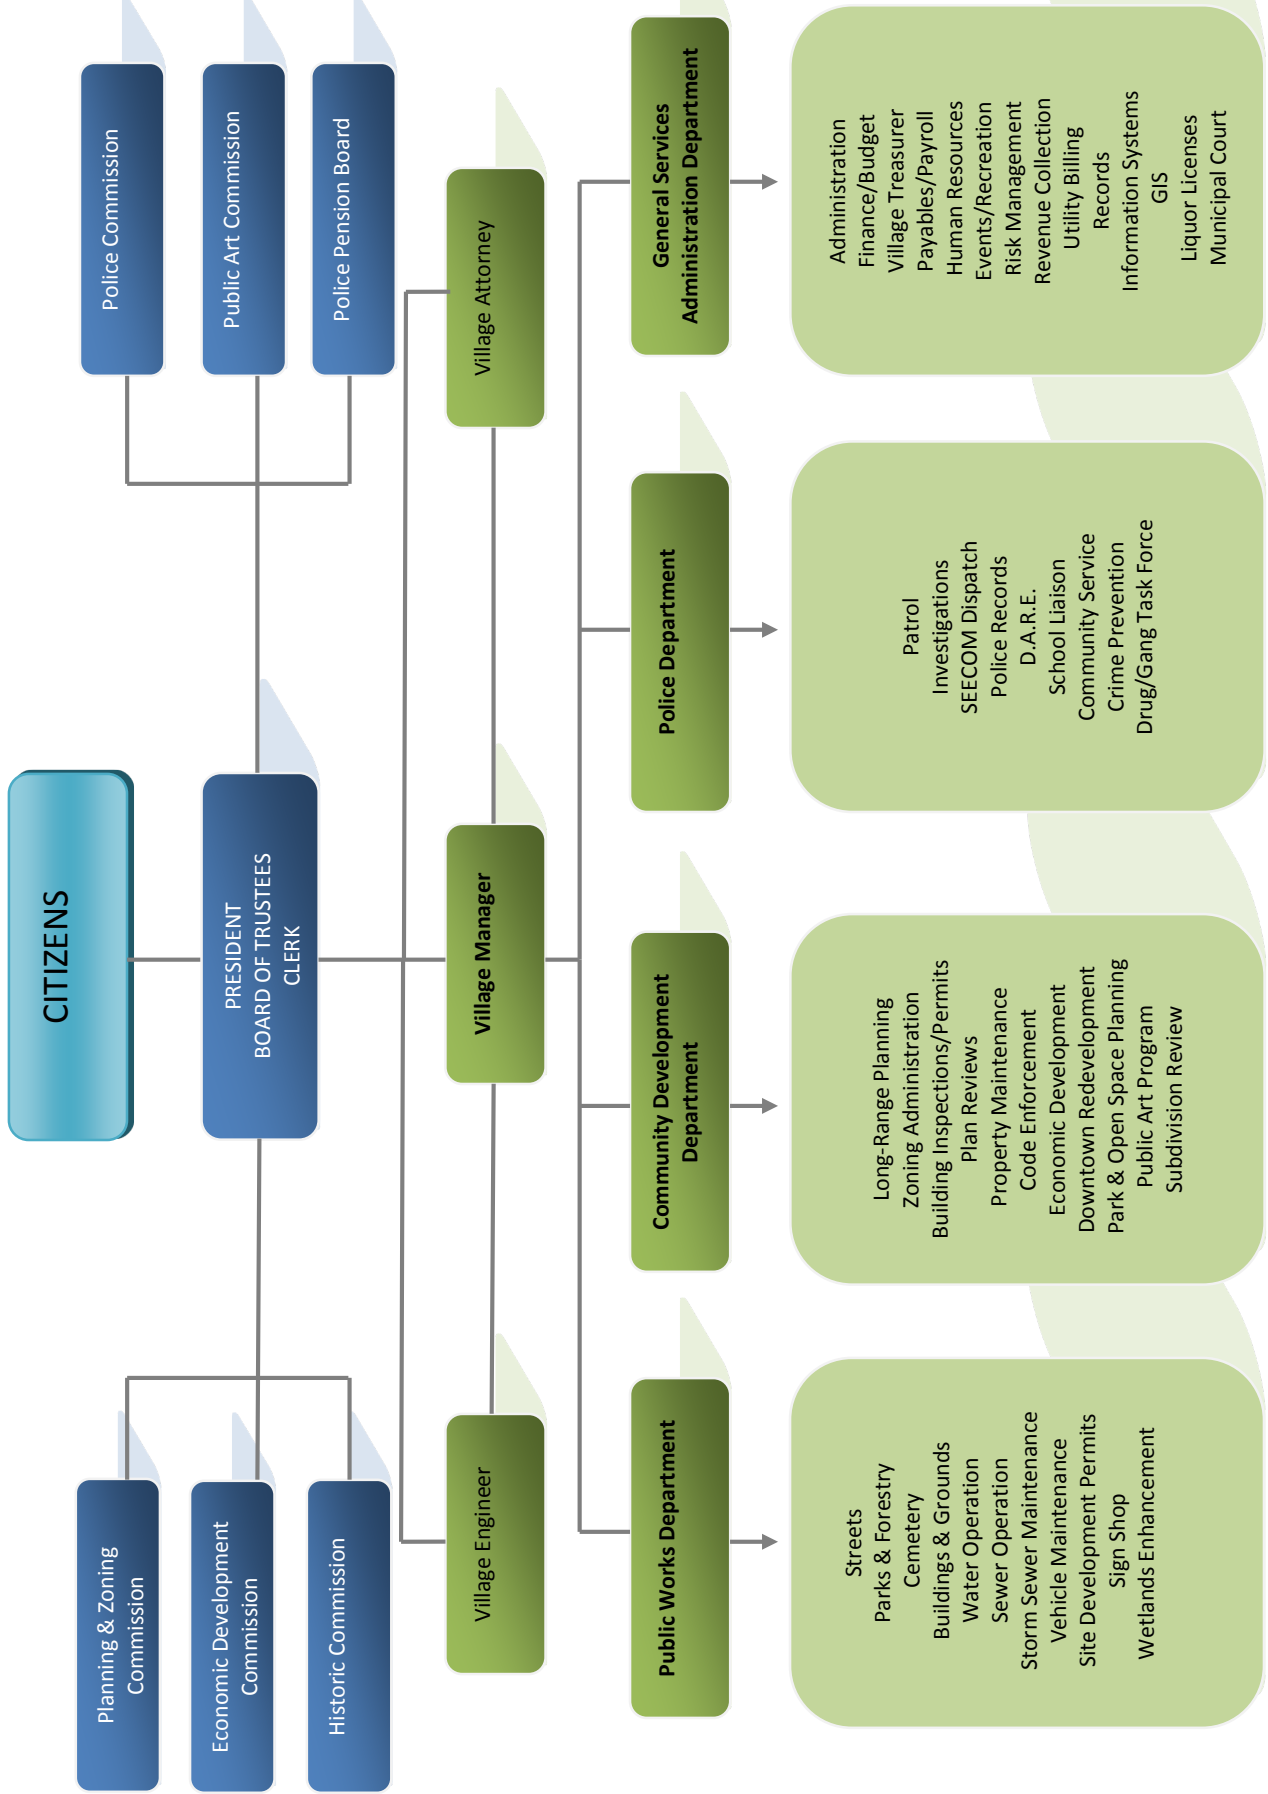 CITIZENS
Planning & Zoning
Commission
Economic Development
Commission
Historic Commission
PRESIDENT
BOARD OF TRUSTEES
CLERK
Police Commission
Public Art Commission
Police Pension Board
Village Engineer
Village Manager
Village Attorney
Public Works Department
Community Development
Department
Police Department
General Services
Administration Department
Streets
Parks & Forestry
Cemetery
Buildings & Grounds
Water Operation
Sewer Operation
Storm Sewer Maintenance
Vehicle Maintenance
Site Development Permits
Sign Shop
Wetlands Enhancement
Long-Range Planning
Zoning Administration
Building Inspections/Permits
Plan Reviews
Property Maintenance
Code Enforcement
Economic Development
Downtown Redevelopment
Park & Open Space Planning
Public Art Program
Subdivision Review
Patrol
Investigations
SEECOM Dispatch
Police Records
D.A.R.E.
School Liaison
Community Service
Crime Prevention
Drug/Gang Task Force
Administration
Finance/Budget
Village Treasurer
Payables/Payroll
Human Resources
Events/Recreation
Risk Management
Revenue Collection
Utility Billing
Records
Information Systems
GIS
Liquor Licenses
Municipal Court